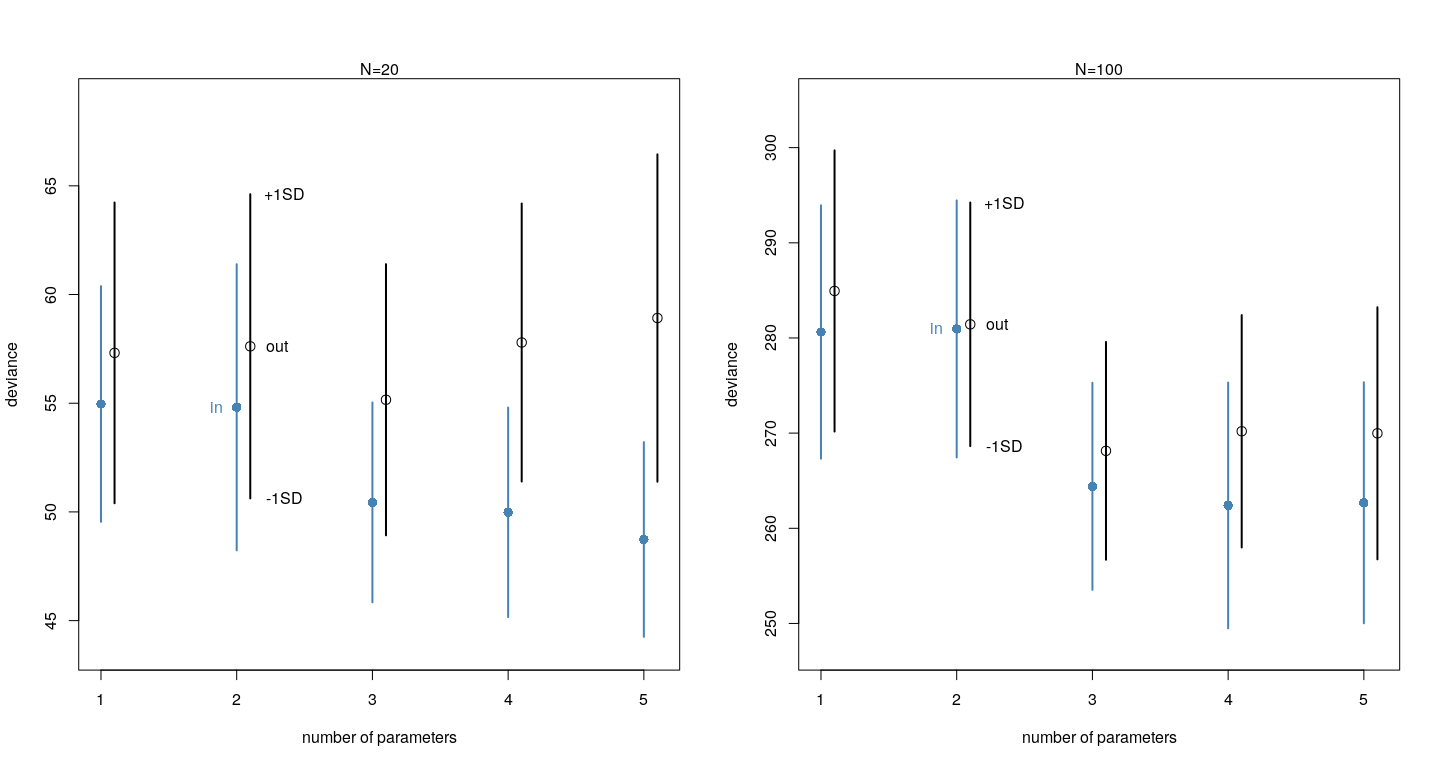 N=20
deviance
65
60
55
50
45
+1SD
out
in
-1SD
1 2 3 4 5
number of parameters
N=100
deviance
300
290
280
270
260
250
+1SD
in out
-1SD
1 2 3 4 5
number of parameters